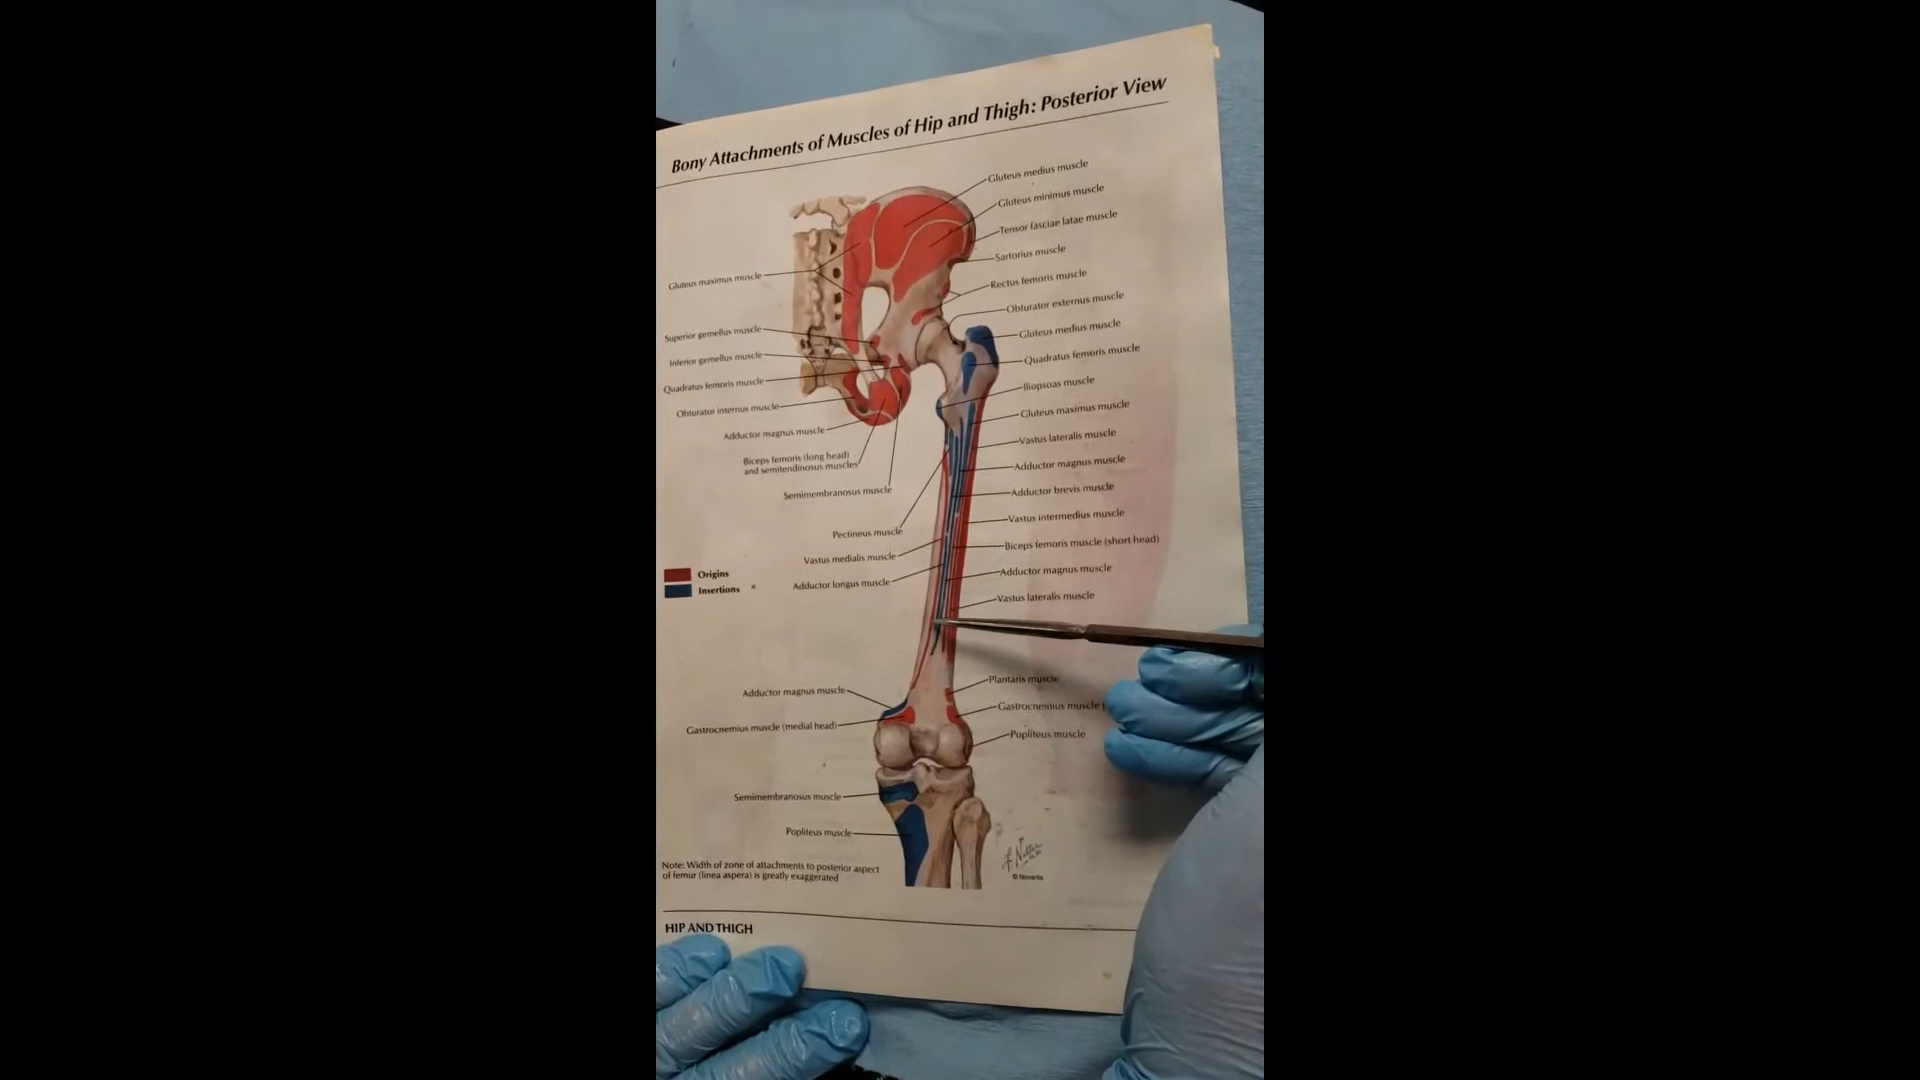 Bony Attachments of Muscles of Hip and Thigh: Posterior View
Gluteus medius muscle
Gluteus minimus muscle
Tensor fasciae latae muscle
Sartorius muscle
Rectus femoris muscle
Obturator externus muscle
Gluteus medius muscle
Quadratus femoris muscle
Iliopsoas muscle
Gluteus maximus muscle
Vastus lateralis muscle
Adductor magnus muscle
Adductor brevis muscle
Vastus intermedius muscle
Biceps femoris muscle (short head)
Adductor magnus muscle
Vastus lateralis muscle
Plantaris muscle
Gastrocnemius muscle
Popliteus muscle
Gluteus maximus muscle
Superior gemellus muscle
Inferior gemellus muscle
Quadratus femoris muscle
Obturator internus muscle
Adductor magnus muscle
Biceps femoris (long head)
and semitendinosus muscles
Semimembranosus muscle
Pectineus muscle
Vastus medialis muscle
Adductor longus muscle
Origins
Insertions
Adductor magnus muscle
Gastrocnemius muscle (medial head)
Semimembranosus muscle
Popliteus muscle
Note: Width of zone of attachments to posterior aspect
of femur (linea aspera) is greatly exaggerated
F. Netter
© Novartis
HIP AND THIGH